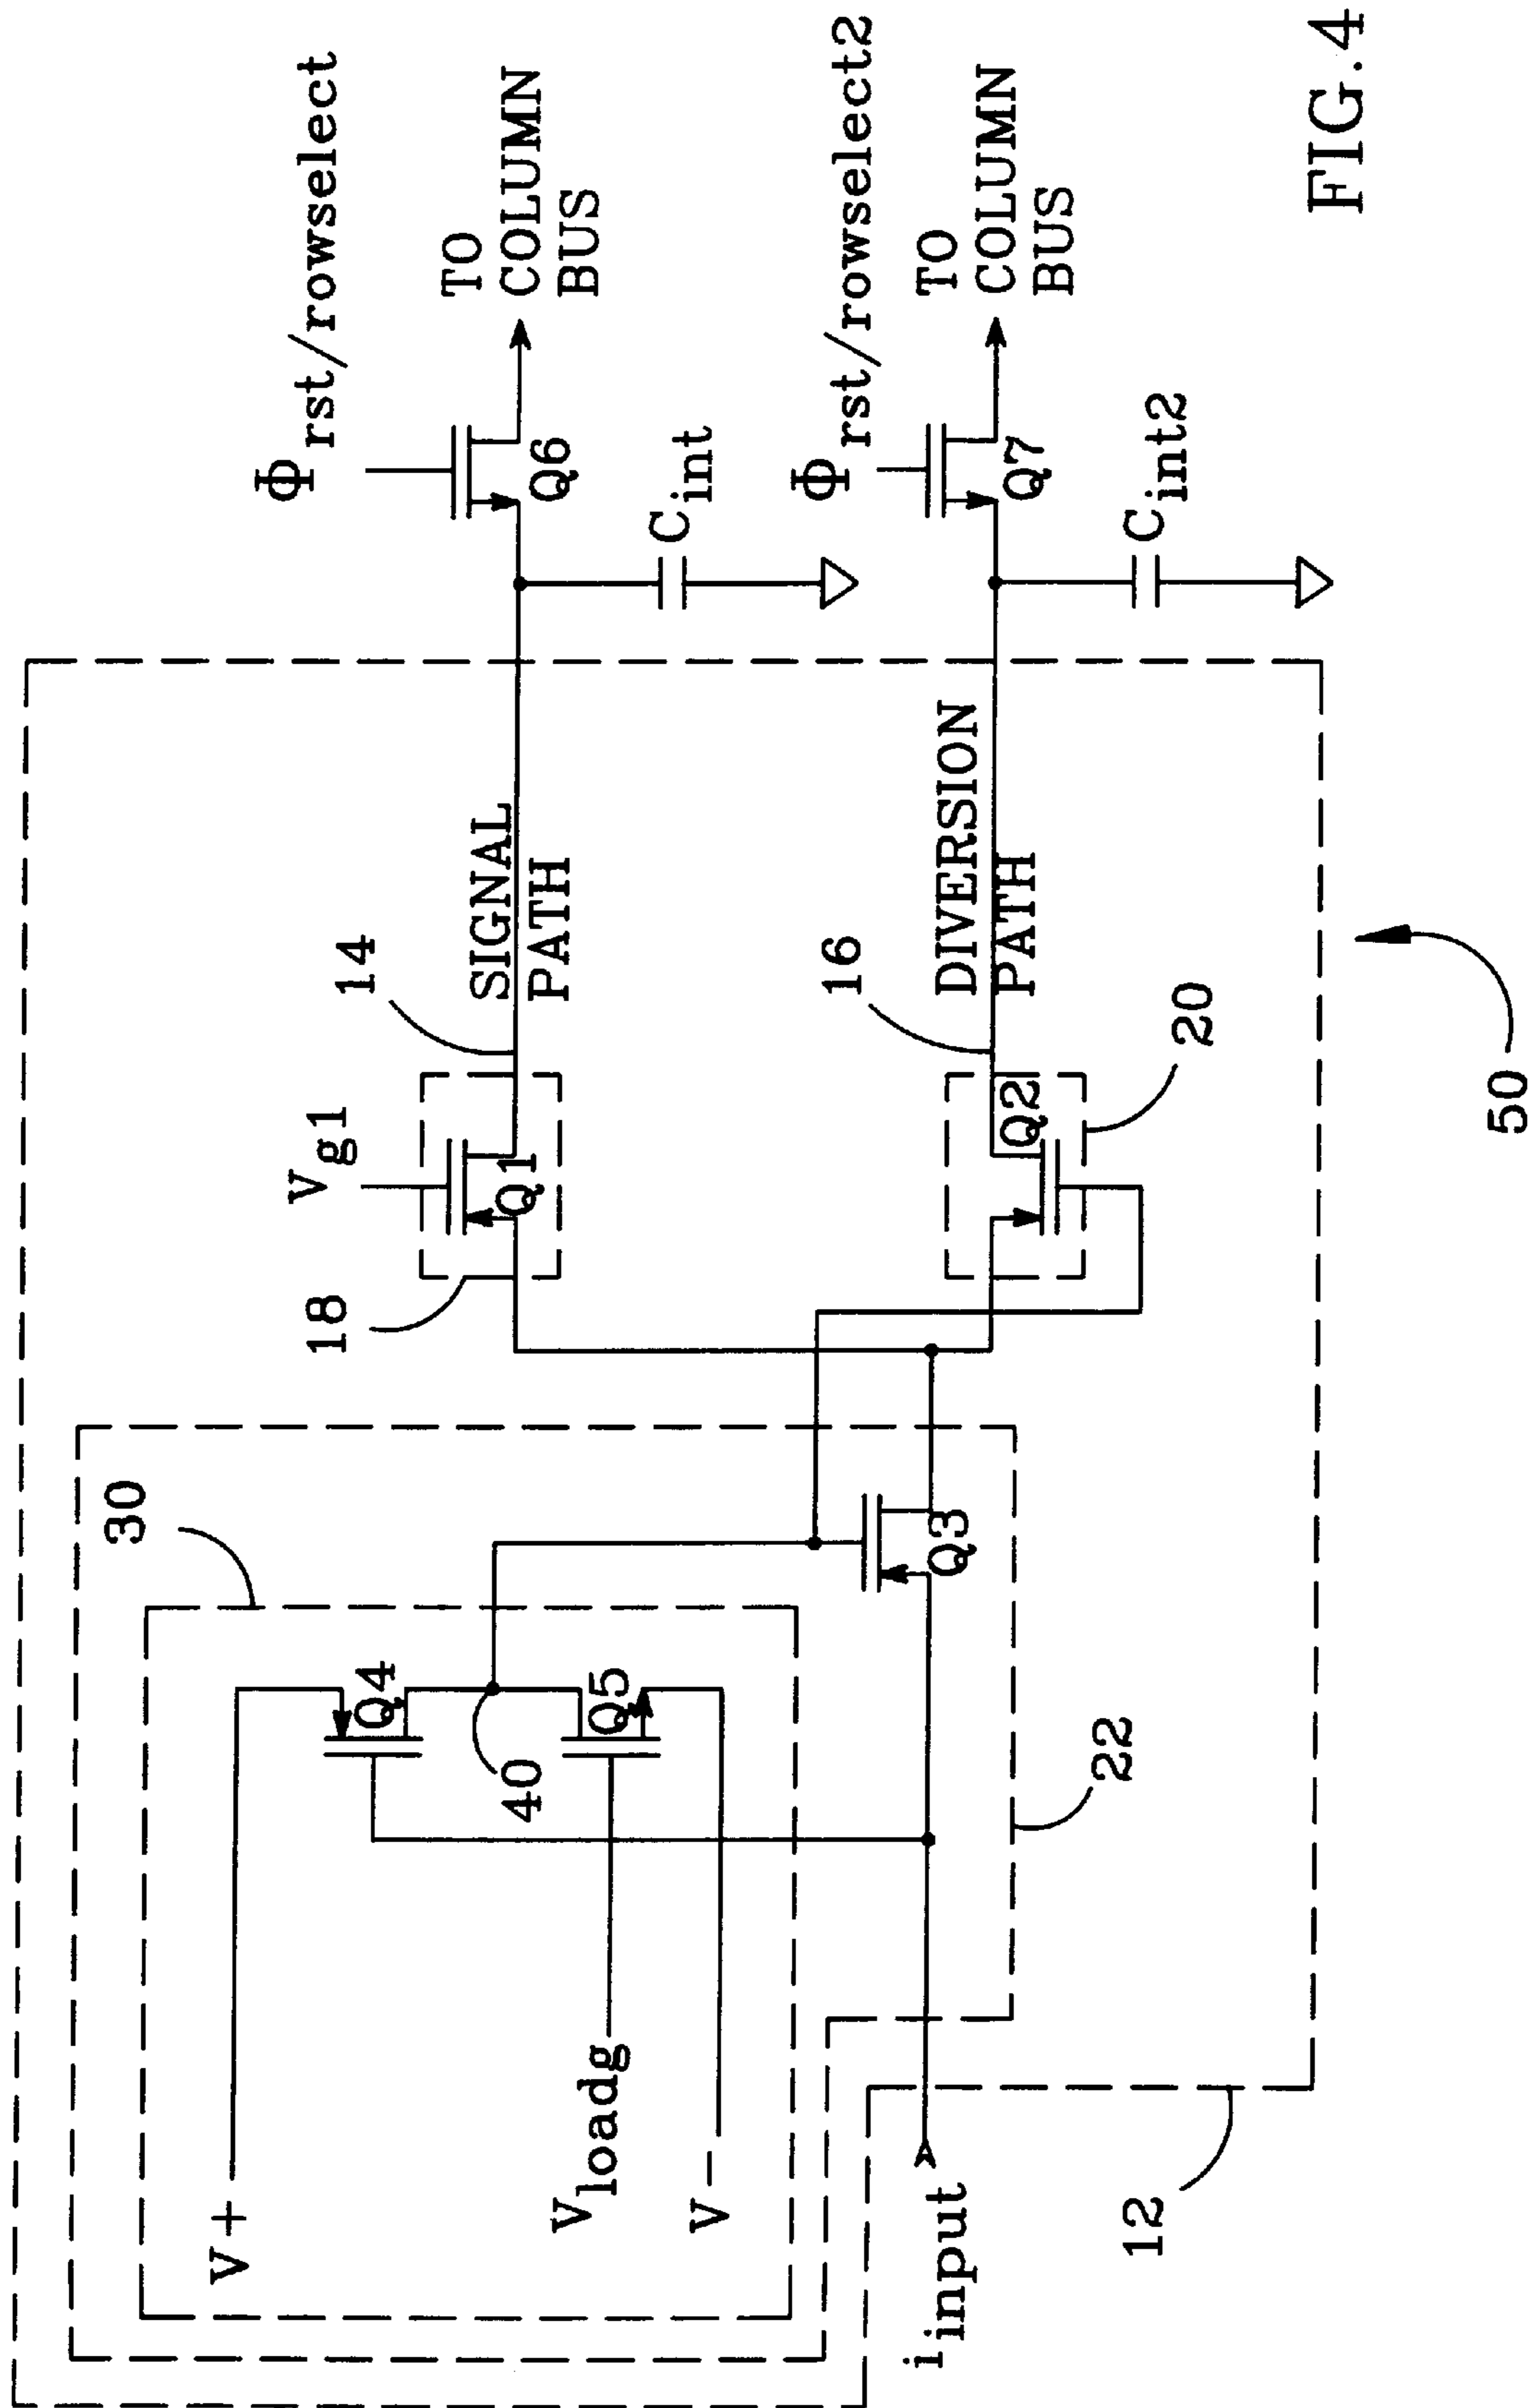 Φrst/rowselect
TO
COLUMN
BUS
Q6
Cint
Φrst/rowselect2
TO
COLUMN
BUS
Q7
Cint2
SIGNAL
PATH
14
DIVERSION
PATH
16
Vg1
Q1
18
Q2
20
50
30
Q4
40
Q5
Q3
22
V+
Vloadg
V-
iinput
12
FIG.4